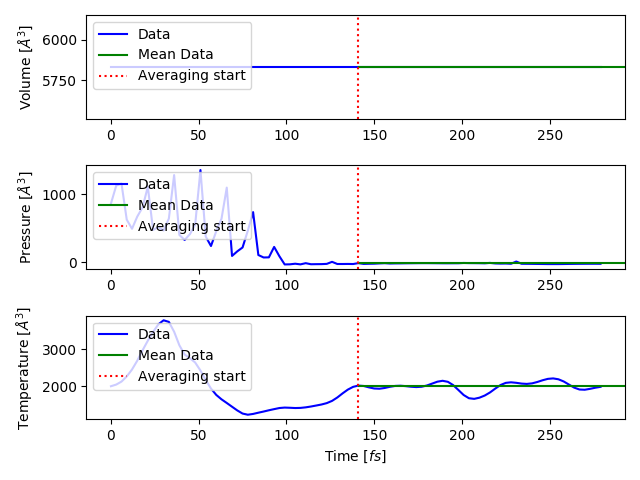 Volume [Å³]
6000
5750
Data
Mean Data
Averaging start
0 50 100 150 200 250
Pressure [Å³]
1000
0
Data
Mean Data
Averaging start
0 50 100 150 200 250
Temperature [Å³]
3000
2000
Data
Mean Data
Averaging start
0 50 100 150 200 250
Time [fs]